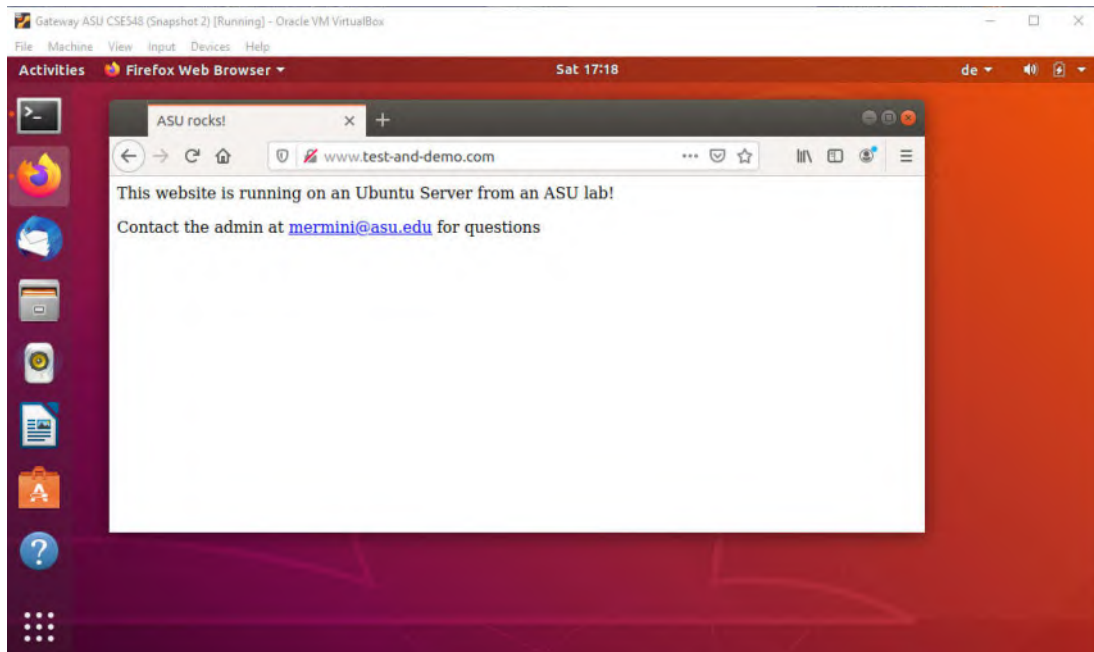 Gateway ASU CSE548 (Snapshot 2) [Running] - Oracle VM VirtualBox
File Machine View Input Devices Help
Activities Firefox Web Browser Sat 17:18 de
ASU rocks!
www.test-and-demo.com
This website is running on an Ubuntu Server from an ASU lab!
Contact the admin at mermini@asu.edu for questions